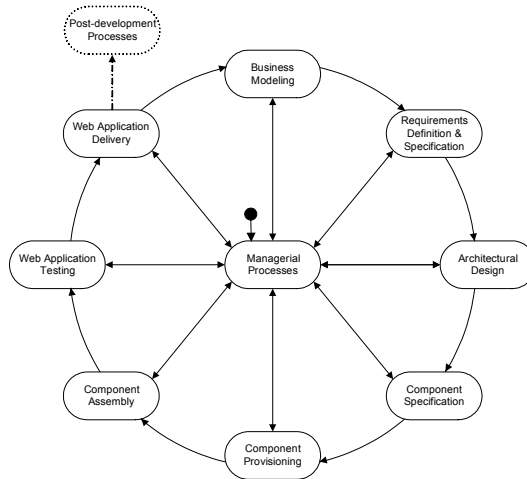 Post-development
Processes
Business
Modeling
Web Application
Delivery
Requirements
Definition &
Specification
Web Application
Testing
Managerial
Processes
Architectural
Design
Component
Assembly
Component
Specification
Component
Provisioning